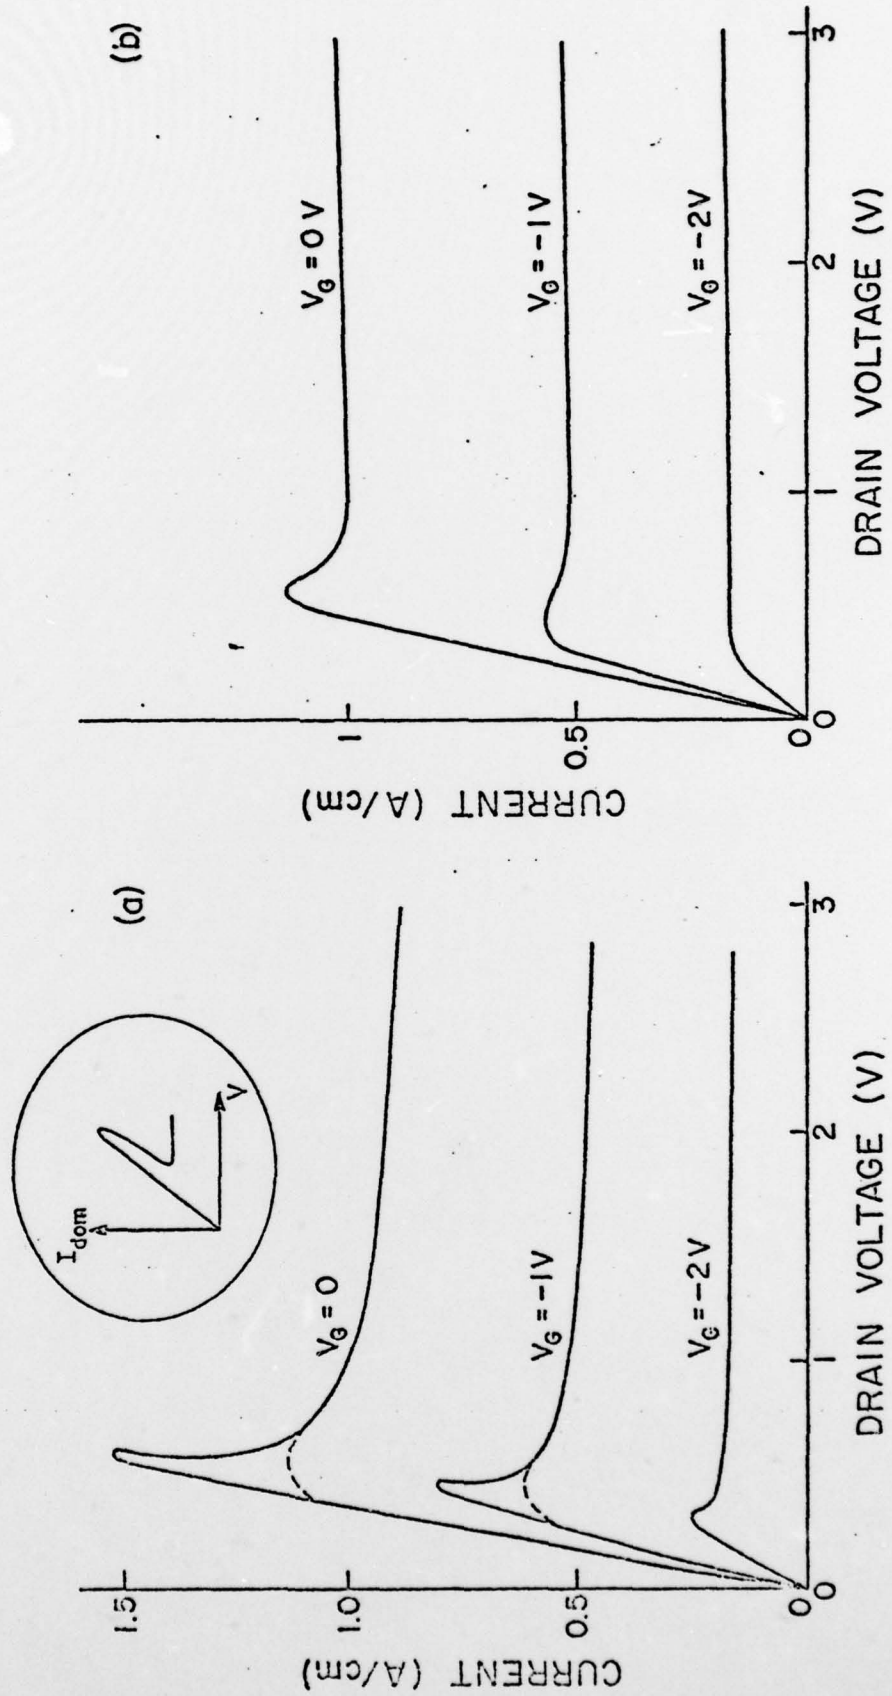 (a)
I_dom
V
V_G = 0
V_G = -1V
V_G = -2V
1.5
1.0
0.5
0
0
1
2
3
CURRENT (A/cm)
DRAIN VOLTAGE (V)
(b)
V_G = 0 V
V_G = -1V
V_G = -2V
1
0.5
0
0
1
2
3
CURRENT (A/cm)
DRAIN VOLTAGE (V)